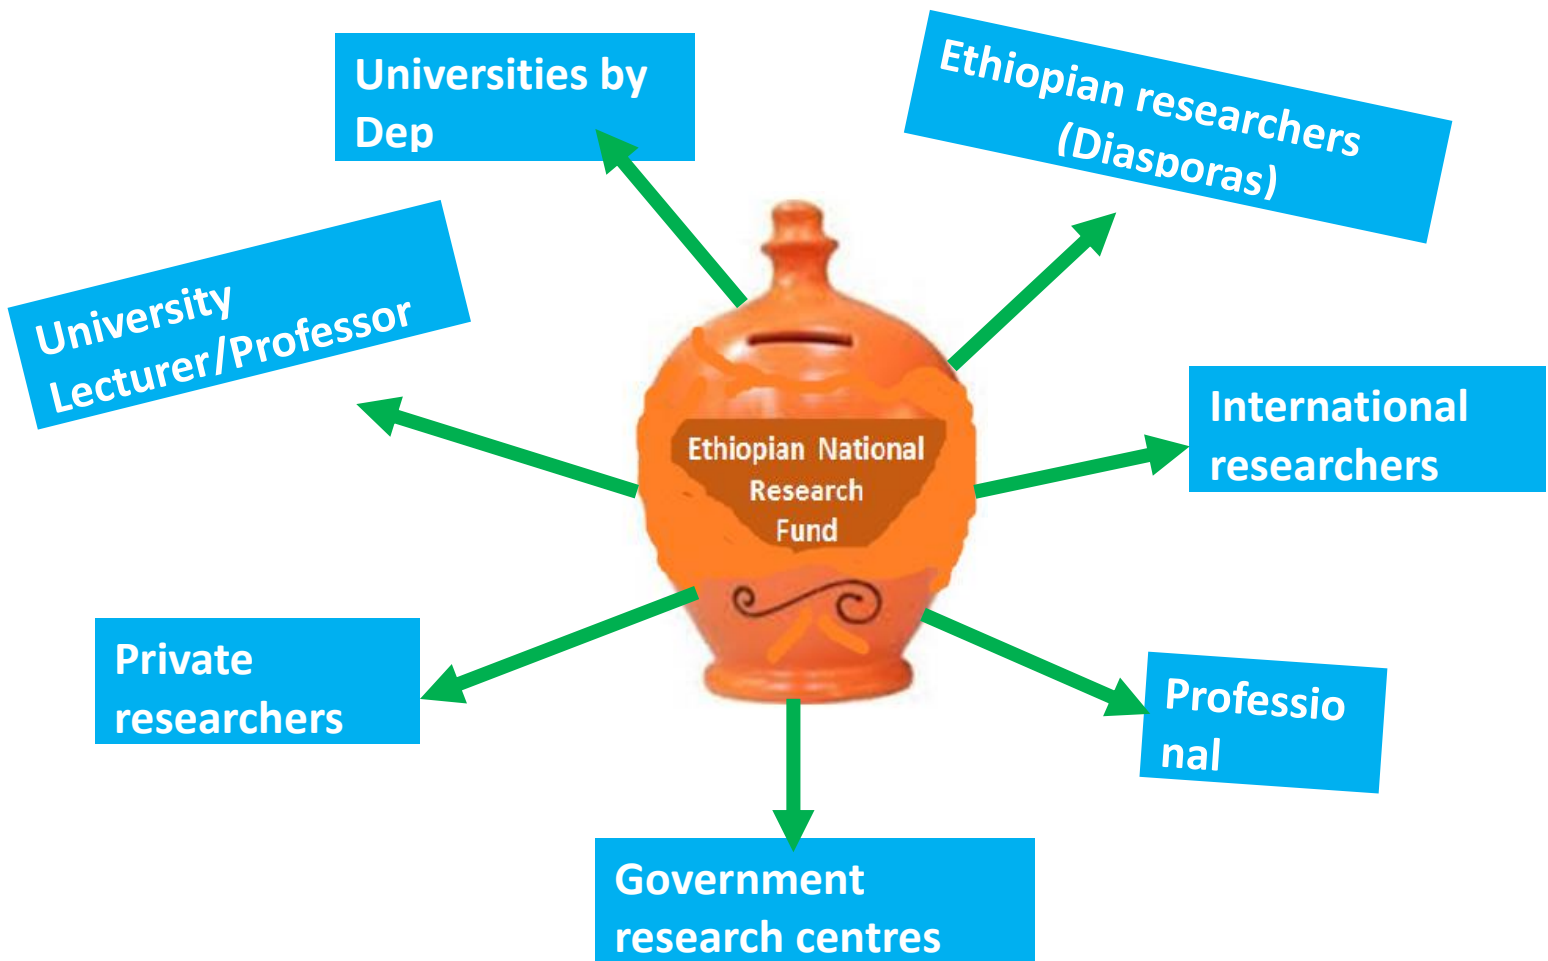 Universities by
Dep
Ethiopian researchers
(Diasporas)
University
Lecturer/Professor
International
researchers
Ethiopian National
Research
Fund
Private
researchers
Professio
nal
Government
research centres